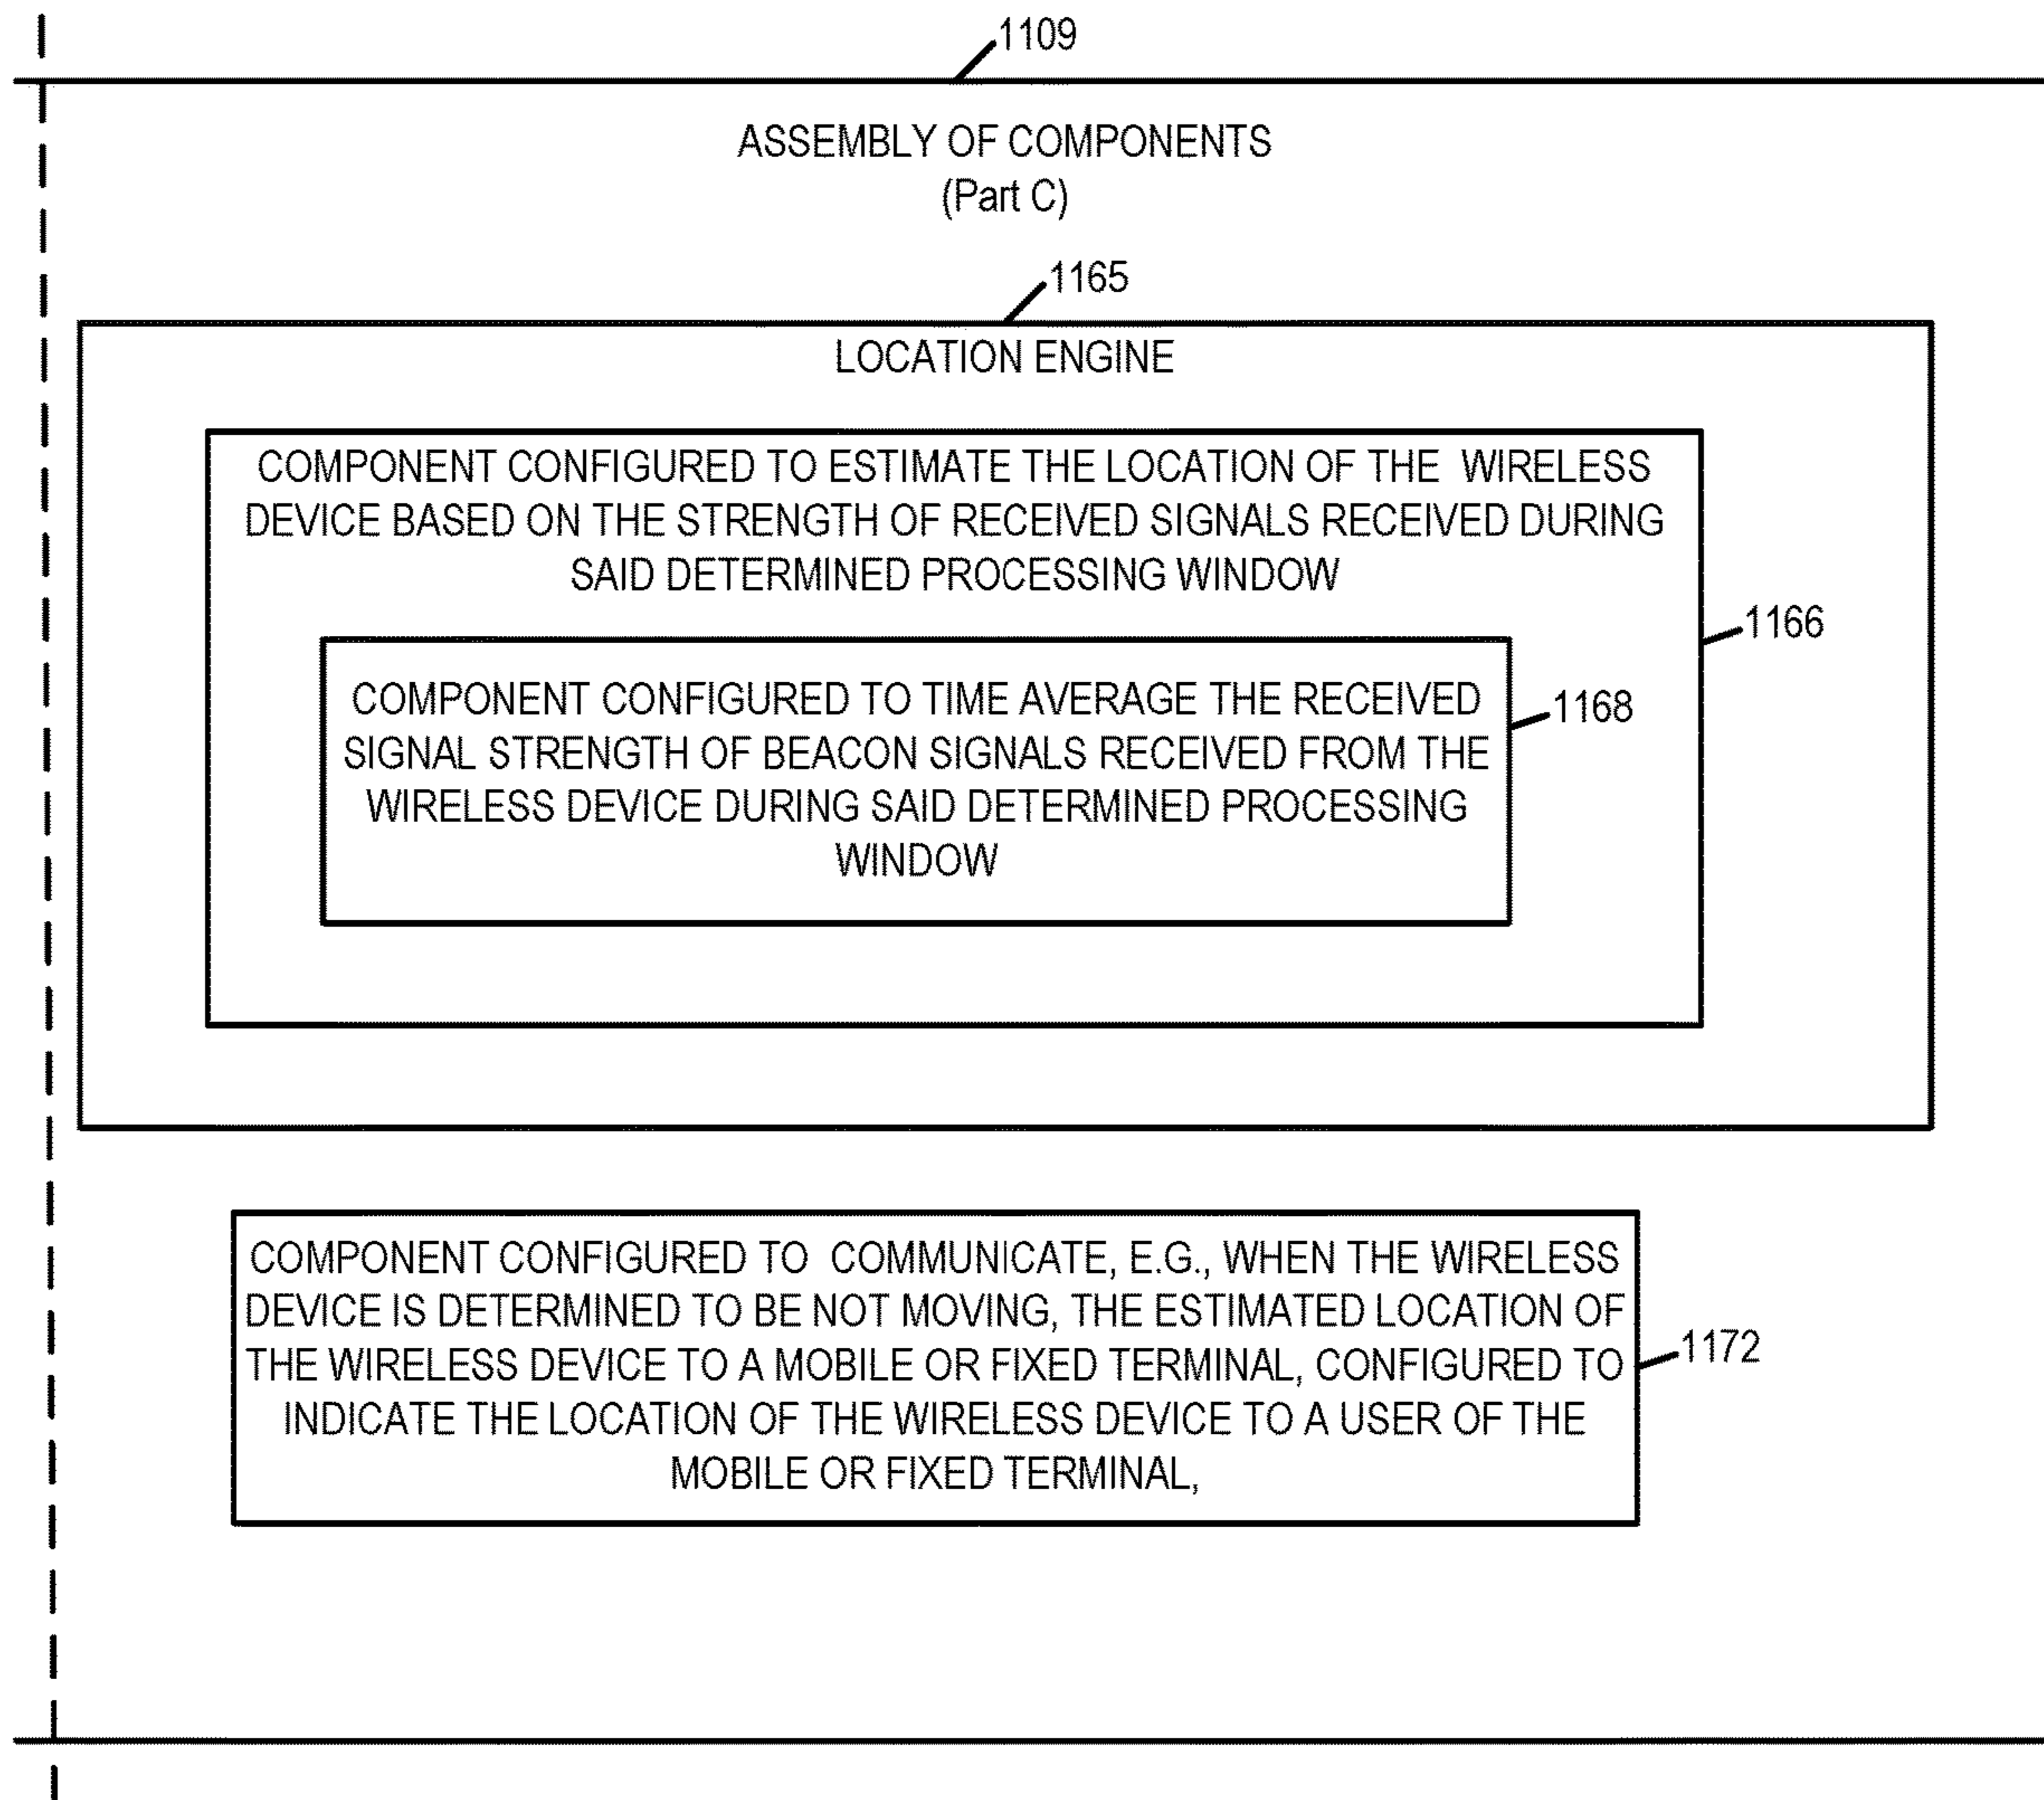 1109
ASSEMBLY OF COMPONENTS
(Part C)
1165
LOCATION ENGINE
COMPONENT CONFIGURED TO ESTIMATE THE LOCATION OF THE WIRELESS
DEVICE BASED ON THE STRENGTH OF RECEIVED SIGNALS RECEIVED DURING
SAID DETERMINED PROCESSING WINDOW
1166
COMPONENT CONFIGURED TO TIME AVERAGE THE RECEIVED
SIGNAL STRENGTH OF BEACON SIGNALS RECEIVED FROM THE
WIRELESS DEVICE DURING SAID DETERMINED PROCESSING
WINDOW
1168
COMPONENT CONFIGURED TO COMMUNICATE, E.G., WHEN THE WIRELESS
DEVICE IS DETERMINED TO BE NOT MOVING, THE ESTIMATED LOCATION OF
THE WIRELESS DEVICE TO A MOBILE OR FIXED TERMINAL, CONFIGURED TO
INDICATE THE LOCATION OF THE WIRELESS DEVICE TO A USER OF THE
MOBILE OR FIXED TERMINAL,
1172